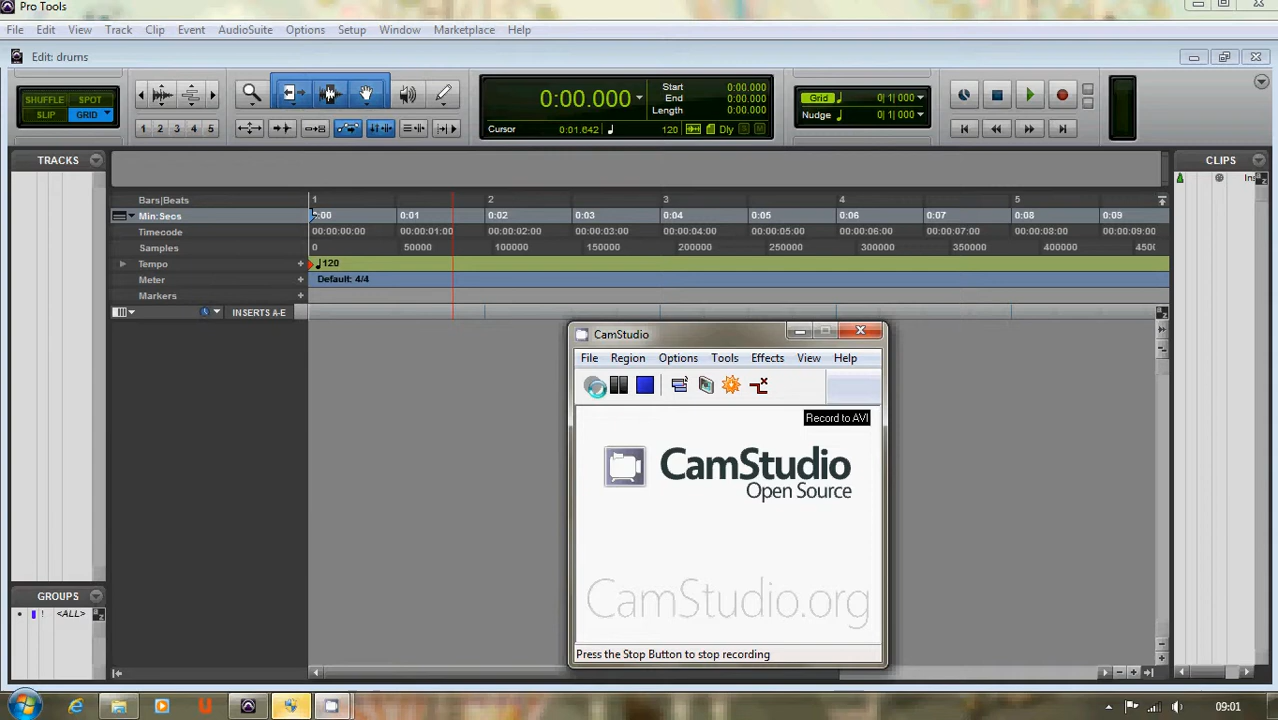 Pro Tools
File Edit View Track Clip Event AudioSuite Options Setup Window Marketplace Help
Edit: drums
SHUFFLE SPOT
SLIP GRID
1 2 3 4 5
0:00.000
Start 0:00.000
End 0:00.000
Length 0:00.000
Cursor 0:01.642 120 Dly S M
Grid 0| 1| 000
Nudge 0| 1| 000
TRACKS
CLIPS
Ins
Bars|Beats 1 2 3 4 5
Min:Secs 0:00 0:01 0:02 0:03 0:04 0:05 0:06 0:07 0:08 0:09
Timecode 00:00:00:00 00:00:01:00 00:00:02:00 00:00:03:00 00:00:04:00 00:00:05:00 00:00:06:00 00:00:07:00 00:00:08:00 00:00:09:00
Samples 0 50000 100000 150000 200000 250000 300000 350000 400000 4500
Tempo 120
Meter Default: 4/4
Markers
INSERTS A-E
CamStudio
File Region Options Tools Effects View Help
Record to AVI
CamStudio
Open Source
CamStudio.org
Press the Stop Button to stop recording
GROUPS
! <ALL>
09:01